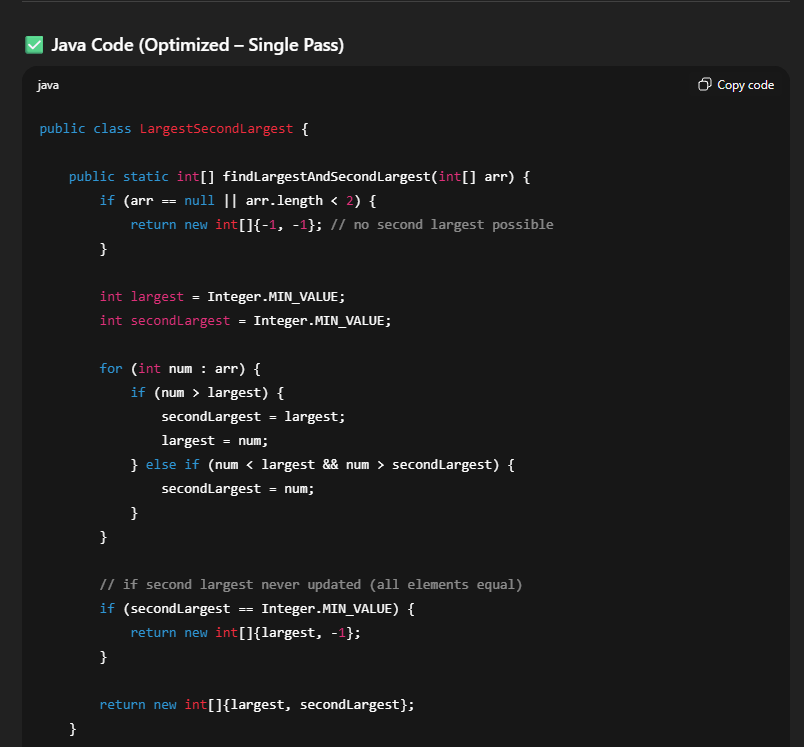 ✅ Java Code (Optimized – Single Pass)
java
Copy code
public class LargestSecondLargest {
    public static int[] findLargestAndSecondLargest(int[] arr) {
        if (arr == null || arr.length < 2) {
            return new int[]{-1, -1}; // no second largest possible
        }
        int largest = Integer.MIN_VALUE;
        int secondLargest = Integer.MIN_VALUE;
        for (int num : arr) {
            if (num > largest) {
                secondLargest = largest;
                largest = num;
            } else if (num < largest && num > secondLargest) {
                secondLargest = num;
            }
        }
        // if second largest never updated (all elements equal)
        if (secondLargest == Integer.MIN_VALUE) {
            return new int[]{largest, -1};
        }
        return new int[]{largest, secondLargest};
    }